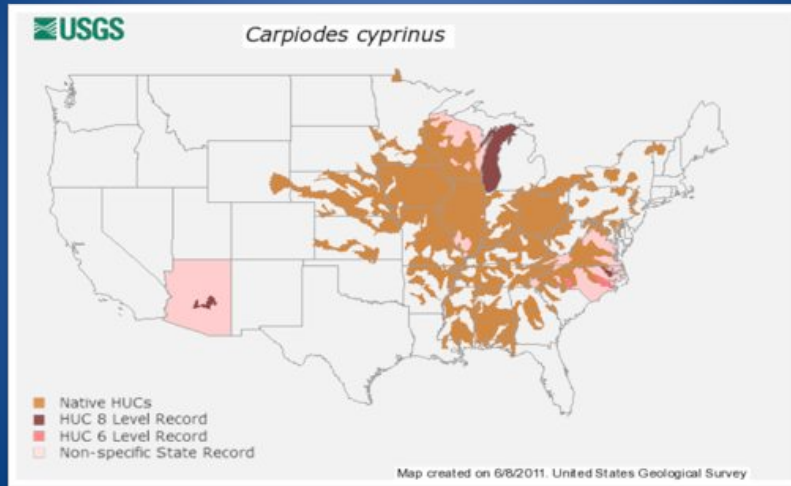 USGS
Carpiodes cyprinus
Native HUCs
HUC 8 Level Record
HUC 6 Level Record
Non-specific State Record
Map created on 6/8/2011. United States Geological Survey